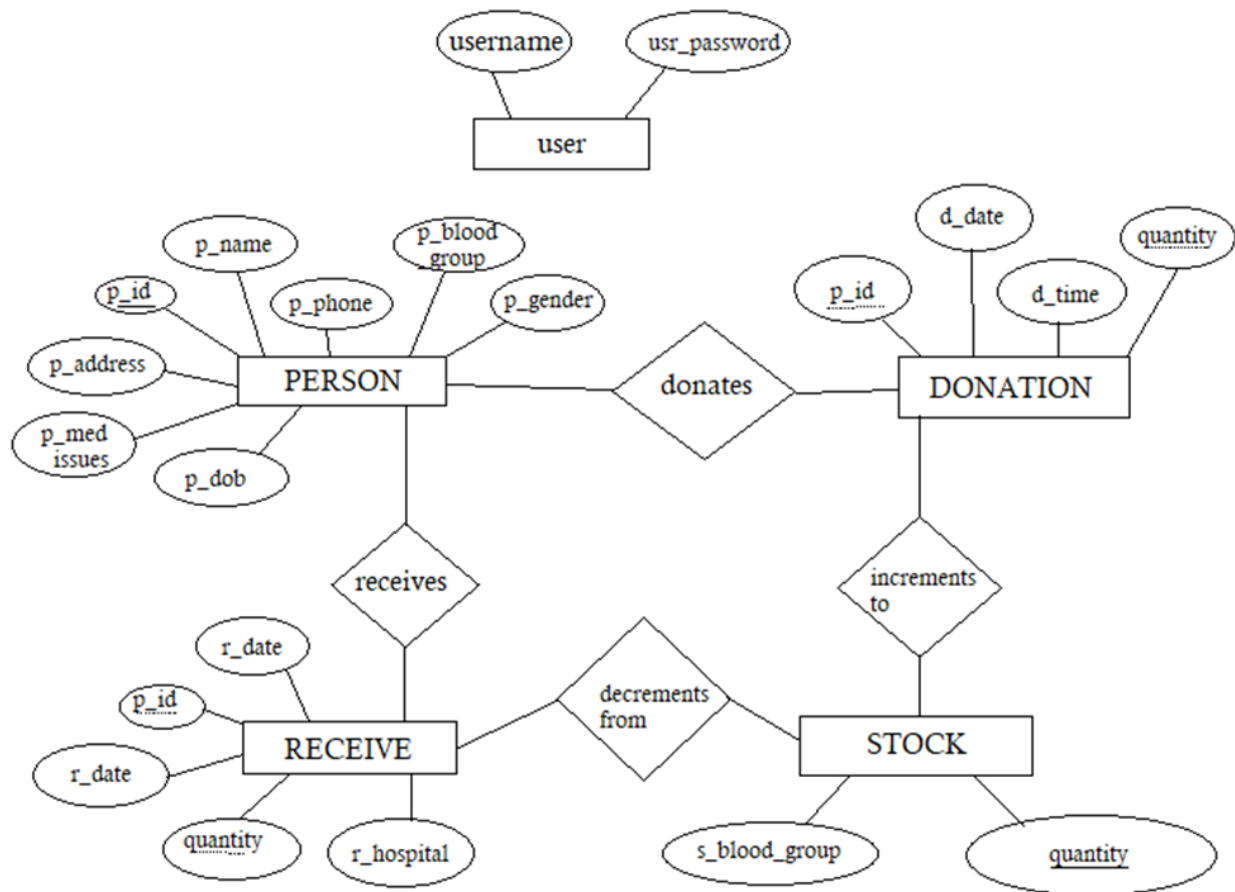 username
usr_password
user
p_name
p_blood
_group
p_id
p_phone
p_gender
p_address
PERSON
p_med
issues
p_dob
donates
d_date
quantity
p_id
d_time
DONATION
receives
increments
to
r_date
p_id
RECEIVE
r_date
quantity
r_hospital
decrements
from
STOCK
s_blood_group
quantity